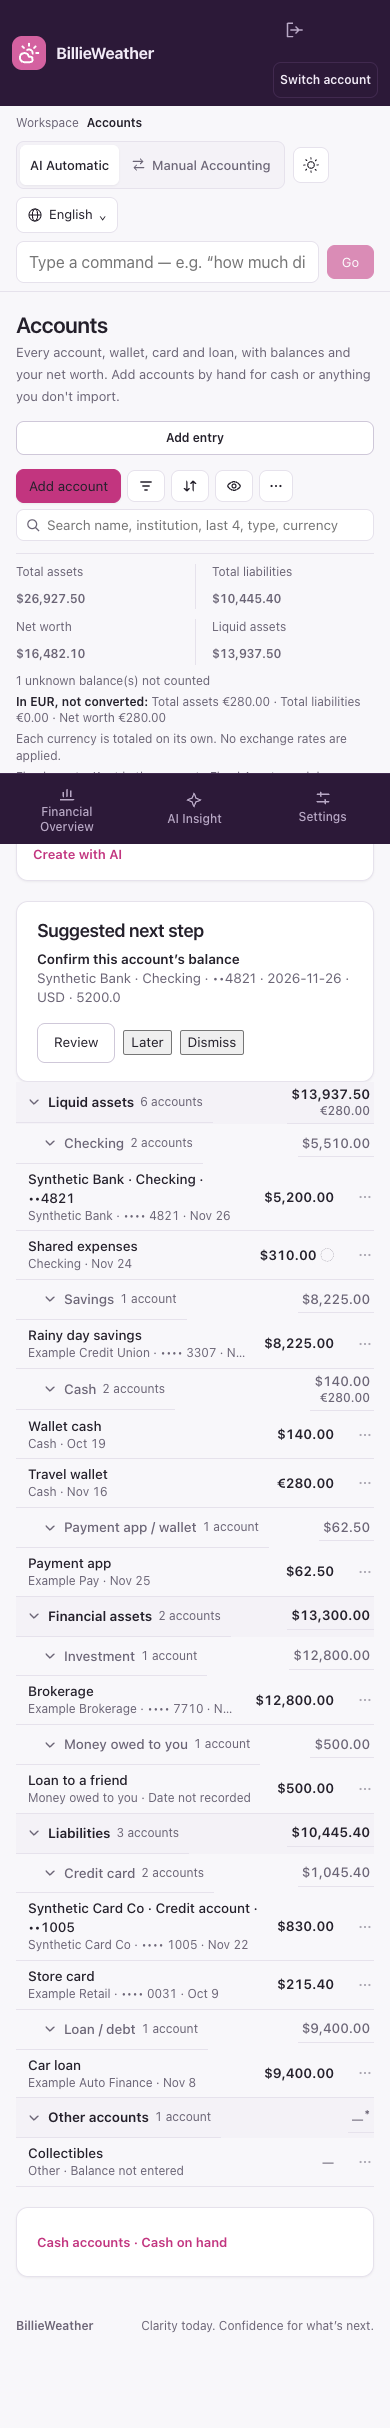 BillieWeather
Switch account
Workspace Accounts
AI Automatic
Manual Accounting
English
Type a command — e.g. “how much di
Go
Accounts
Every account, wallet, card and loan, with balances and
your net worth. Add accounts by hand for cash or anything
you don't import.
Add entry
Add account
Search name, institution, last 4, type, currency
Total assets
$26,927.50
Total liabilities
$10,445.40
Net worth
$16,482.10
Liquid assets
$13,937.50
1 unknown balance(s) not counted
In EUR, not converted: Total assets €280.00 · Total liabilities
€0.00 · Net worth €280.00
Each currency is totaled on its own. No exchange rates are
applied.
Financial
Overview
AI Insight
Settings
Create with AI
Suggested next step
Confirm this account’s balance
Synthetic Bank · Checking · ••4821 · 2026-11-26 ·
USD · 5200.0
Review
Later
Dismiss
Liquid assets 6 accounts
$13,937.50
€280.00
Checking 2 accounts
$5,510.00
Synthetic Bank · Checking ·
••4821
Synthetic Bank · •••• 4821 · Nov 26
$5,200.00
Shared expenses
Checking · Nov 24
$310.00
Savings 1 account
$8,225.00
Rainy day savings
Example Credit Union · •••• 3307 · N...
$8,225.00
Cash 2 accounts
$140.00
€280.00
Wallet cash
Cash · Oct 19
$140.00
Travel wallet
Cash · Nov 16
€280.00
Payment app / wallet 1 account
$62.50
Payment app
Example Pay · Nov 25
$62.50
Financial assets 2 accounts
$13,300.00
Investment 1 account
$12,800.00
Brokerage
Example Brokerage · •••• 7710 · N...
$12,800.00
Money owed to you 1 account
$500.00
Loan to a friend
Money owed to you · Date not recorded
$500.00
Liabilities 3 accounts
$10,445.40
Credit card 2 accounts
$1,045.40
Synthetic Card Co · Credit account ·
••1005
Synthetic Card Co · •••• 1005 · Nov 22
$830.00
Store card
Example Retail · •••• 0031 · Oct 9
$215.40
Loan / debt 1 account
$9,400.00
Car loan
Example Auto Finance · Nov 8
$9,400.00
Other accounts 1 account
—*
Collectibles
Other · Balance not entered
—
Cash accounts · Cash on hand
BillieWeather
Clarity today. Confidence for what’s next.